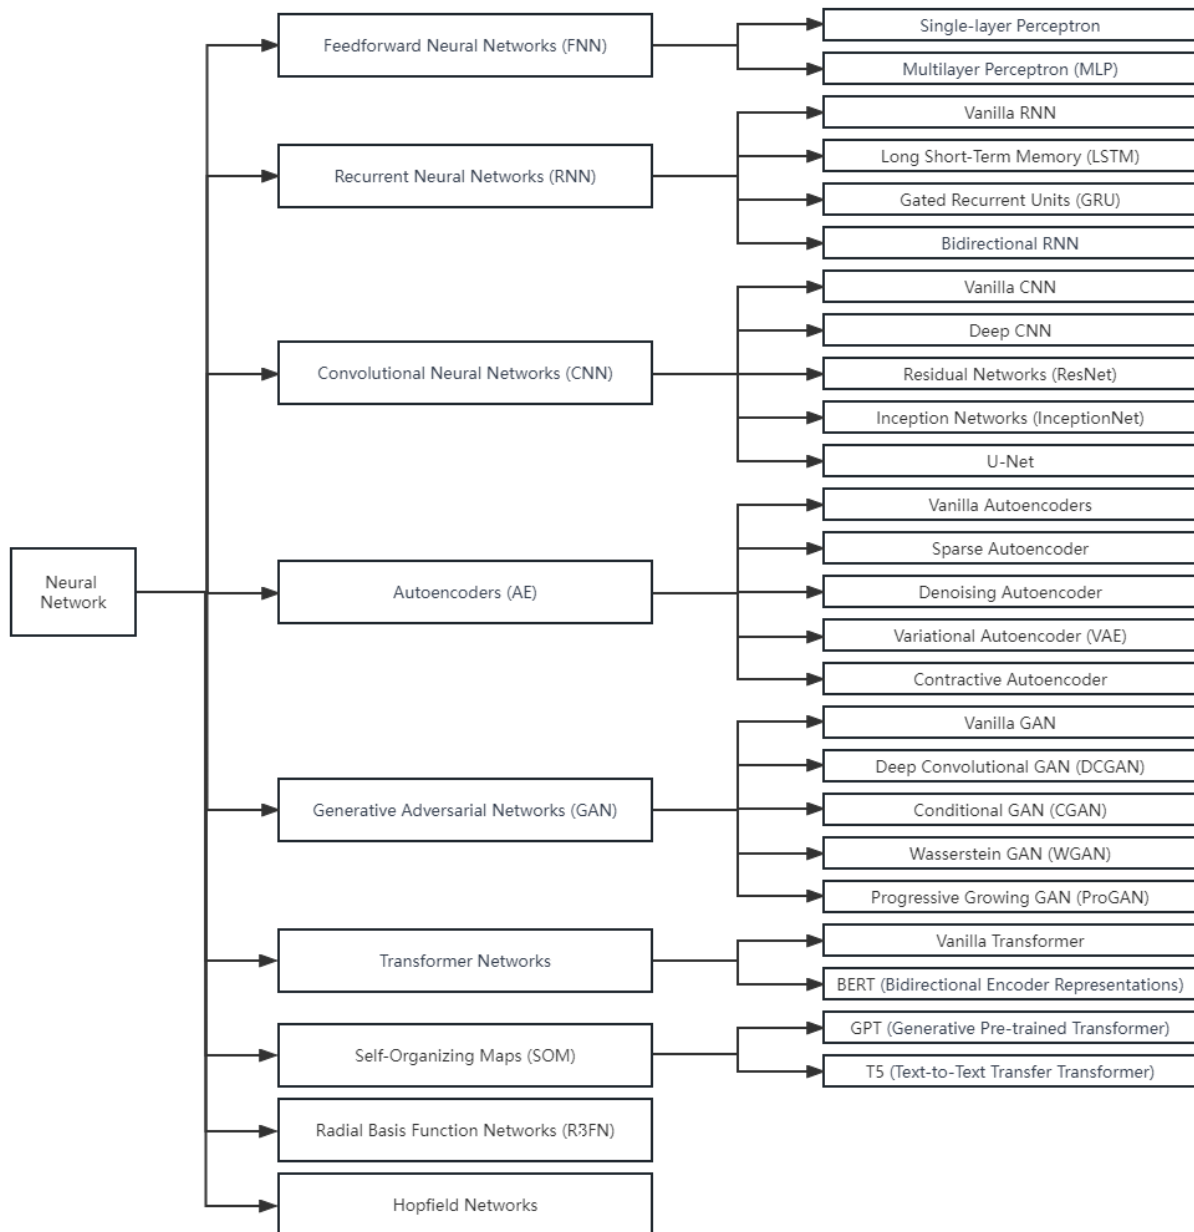 Neural
Network
Feedforward Neural Networks (FNN)
Single-layer Perceptron
Multilayer Perceptron (MLP)
Recurrent Neural Networks (RNN)
Vanilla RNN
Long Short-Term Memory (LSTM)
Gated Recurrent Units (GRU)
Bidirectional RNN
Convolutional Neural Networks (CNN)
Vanilla CNN
Deep CNN
Residual Networks (ResNet)
Inception Networks (InceptionNet)
U-Net
Autoencoders (AE)
Vanilla Autoencoders
Sparse Autoencoder
Denoising Autoencoder
Variational Autoencoder (VAE)
Contractive Autoencoder
Generative Adversarial Networks (GAN)
Vanilla GAN
Deep Convolutional GAN (DCGAN)
Conditional GAN (CGAN)
Wasserstein GAN (WGAN)
Progressive Growing GAN (ProGAN)
Transformer Networks
Vanilla Transformer
BERT (Bidirectional Encoder Representations)
Self-Organizing Maps (SOM)
GPT (Generative Pre-trained Transformer)
T5 (Text-to-Text Transfer Transformer)
Radial Basis Function Networks (R3FN)
Hopfield Networks